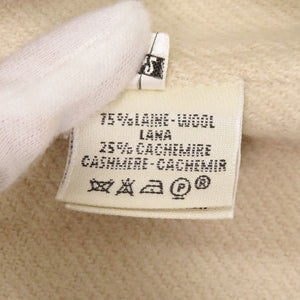 75% LAINE-WOOL
LANA
25% CACHEMIRE
CASHMERE-CACHEMIR
P ®